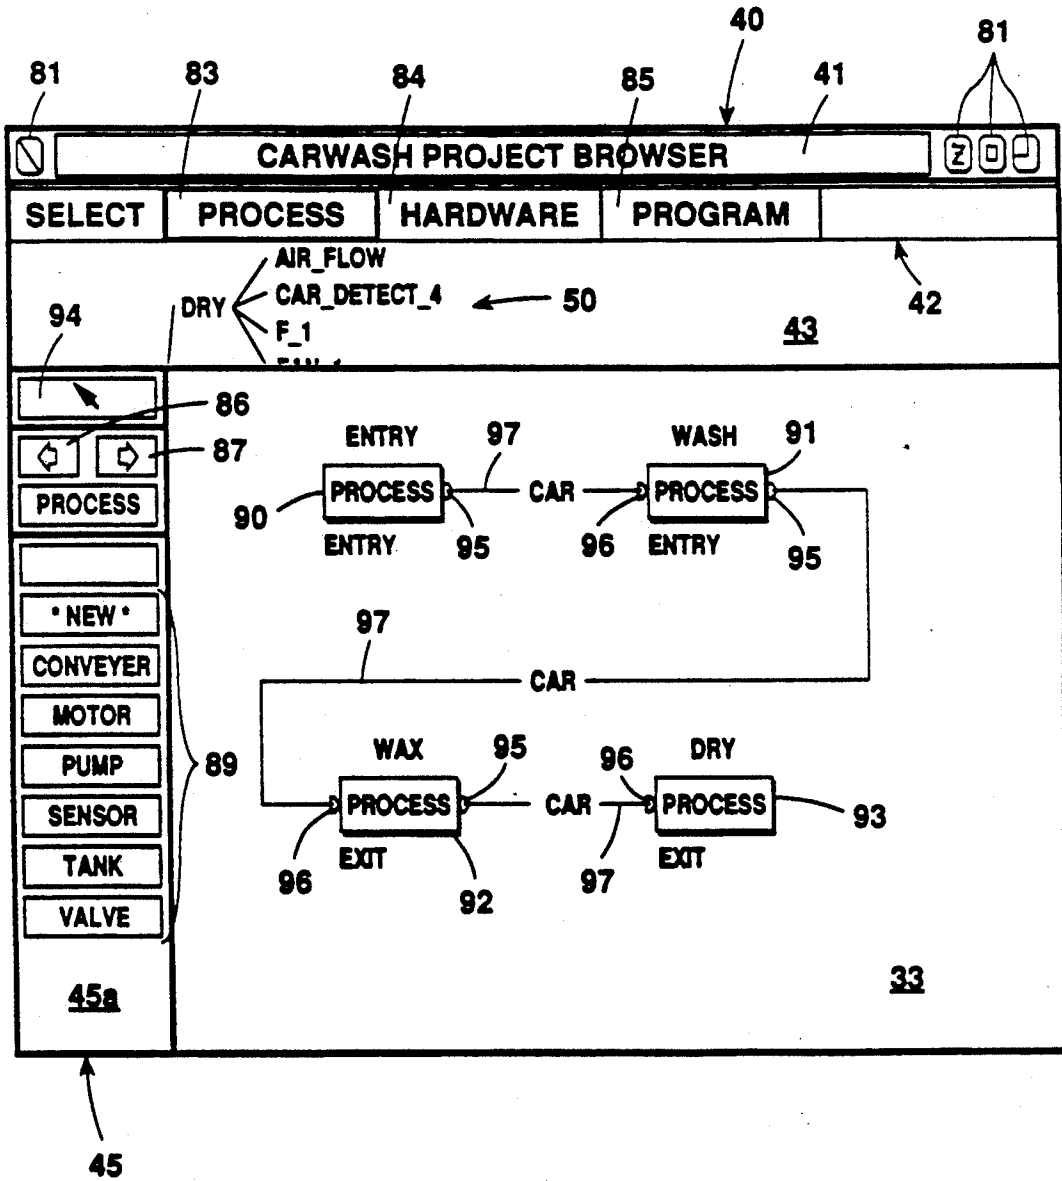 40
81
81 83 84 85 41
CARWASH PROJECT BROWSER Z
SELECT PROCESS HARDWARE PROGRAM
AIR_FLOW
DRY CAR_DETECT_4 50 42
F_1 43
94
86
87
PROCESS
ENTRY 97 WASH 91
PROCESS CAR PROCESS
90 95 96 95
ENTRY ENTRY
* NEW *
CONVEYER
MOTOR
PUMP
SENSOR
TANK
VALVE
89
97
CAR
WAX 95 96 DRY
PROCESS CAR PROCESS
93
96 EXIT 92 97 EXIT
45a
33
45